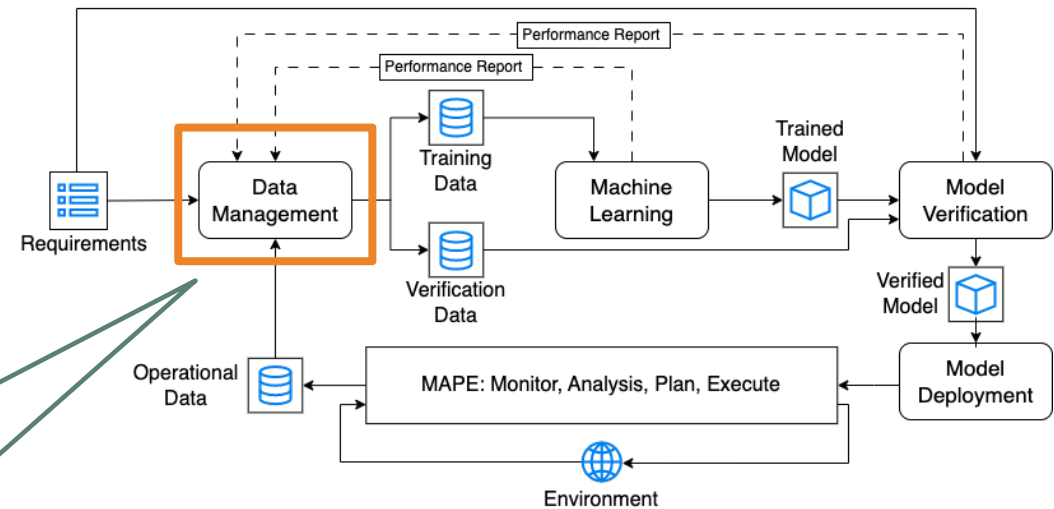 Performance Report
Performance Report
Training
Data
Trained
Model
Data
Management
Machine
Learning
Model
Verification
Requirements
Verification
Data
Verified
Model
Operational
Data
MAPE: Monitor, Analysis, Plan, Execute
Model
Deployment
Environment